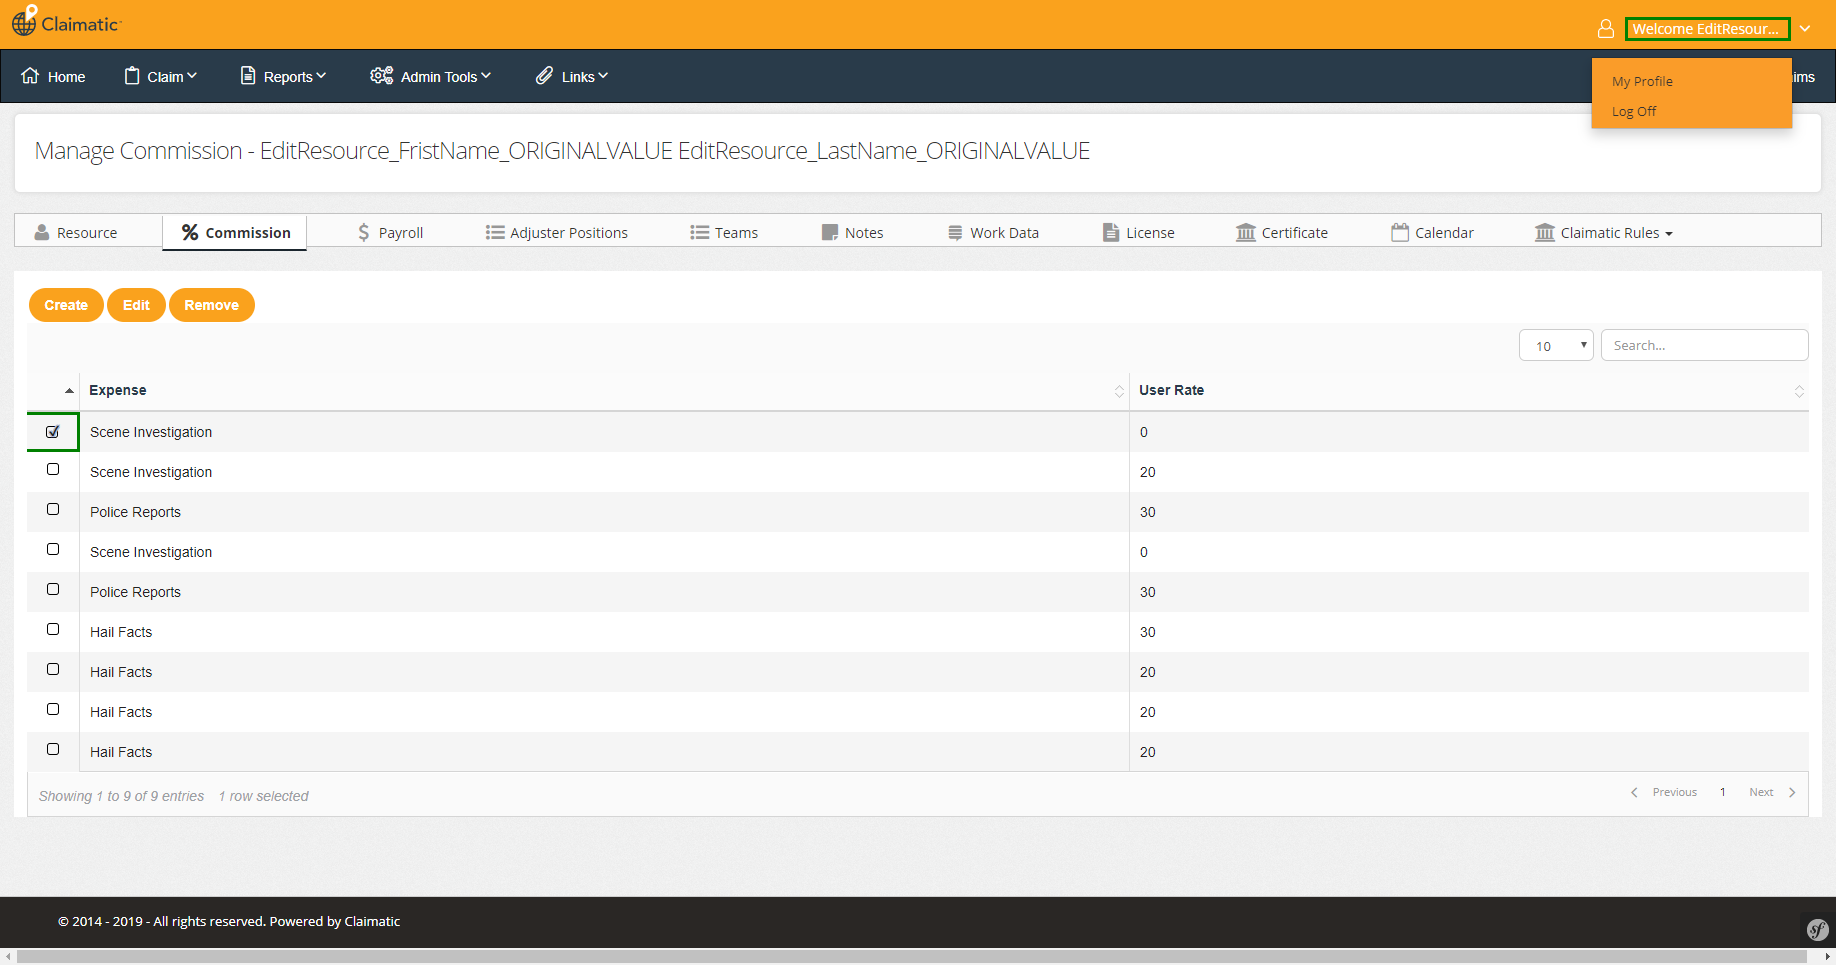 Claimatic
Welcome EditResour...
Home
Claim
Reports
Admin Tools
Links
ims
My Profile
Log Off
Manage Commission - EditResource_FristName_ORIGINALVALUE EditResource_LastName_ORIGINALVALUE
Resource
Commission
Payroll
Adjuster Positions
Teams
Notes
Work Data
License
Certificate
Calendar
Claimatic Rules
Create
Edit
Remove
10
Search...
Expense
User Rate
Scene Investigation 0
Scene Investigation 20
Police Reports 30
Scene Investigation 0
Police Reports 30
Hail Facts 30
Hail Facts 20
Hail Facts 20
Hail Facts 20
Showing 1 to 9 of 9 entries 1 row selected
Previous 1 Next
© 2014 - 2019 - All rights reserved. Powered by Claimatic
sf